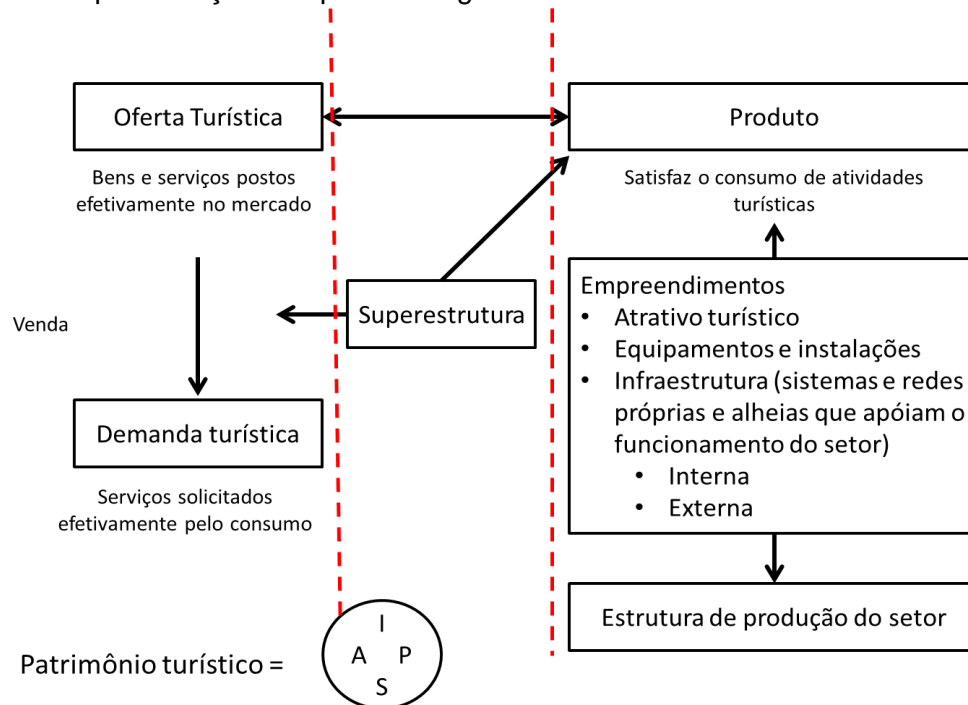 Oferta Turística
Bens e serviços postos
efetivamente no mercado
Venda
Demanda turística
Serviços solicitados
efetivamente pelo consumo
Superestrutura
Produto
Satisfaz o consumo de atividades
turísticas
Empreendimentos
• Atrativo turístico
• Equipamentos e instalações
• Infraestrutura (sistemas e redes
próprias e alheias que apóiam o
funcionamento do setor)
• Interna
• Externa
Estrutura de produção do setor
Patrimônio turístico =
I
A P
S